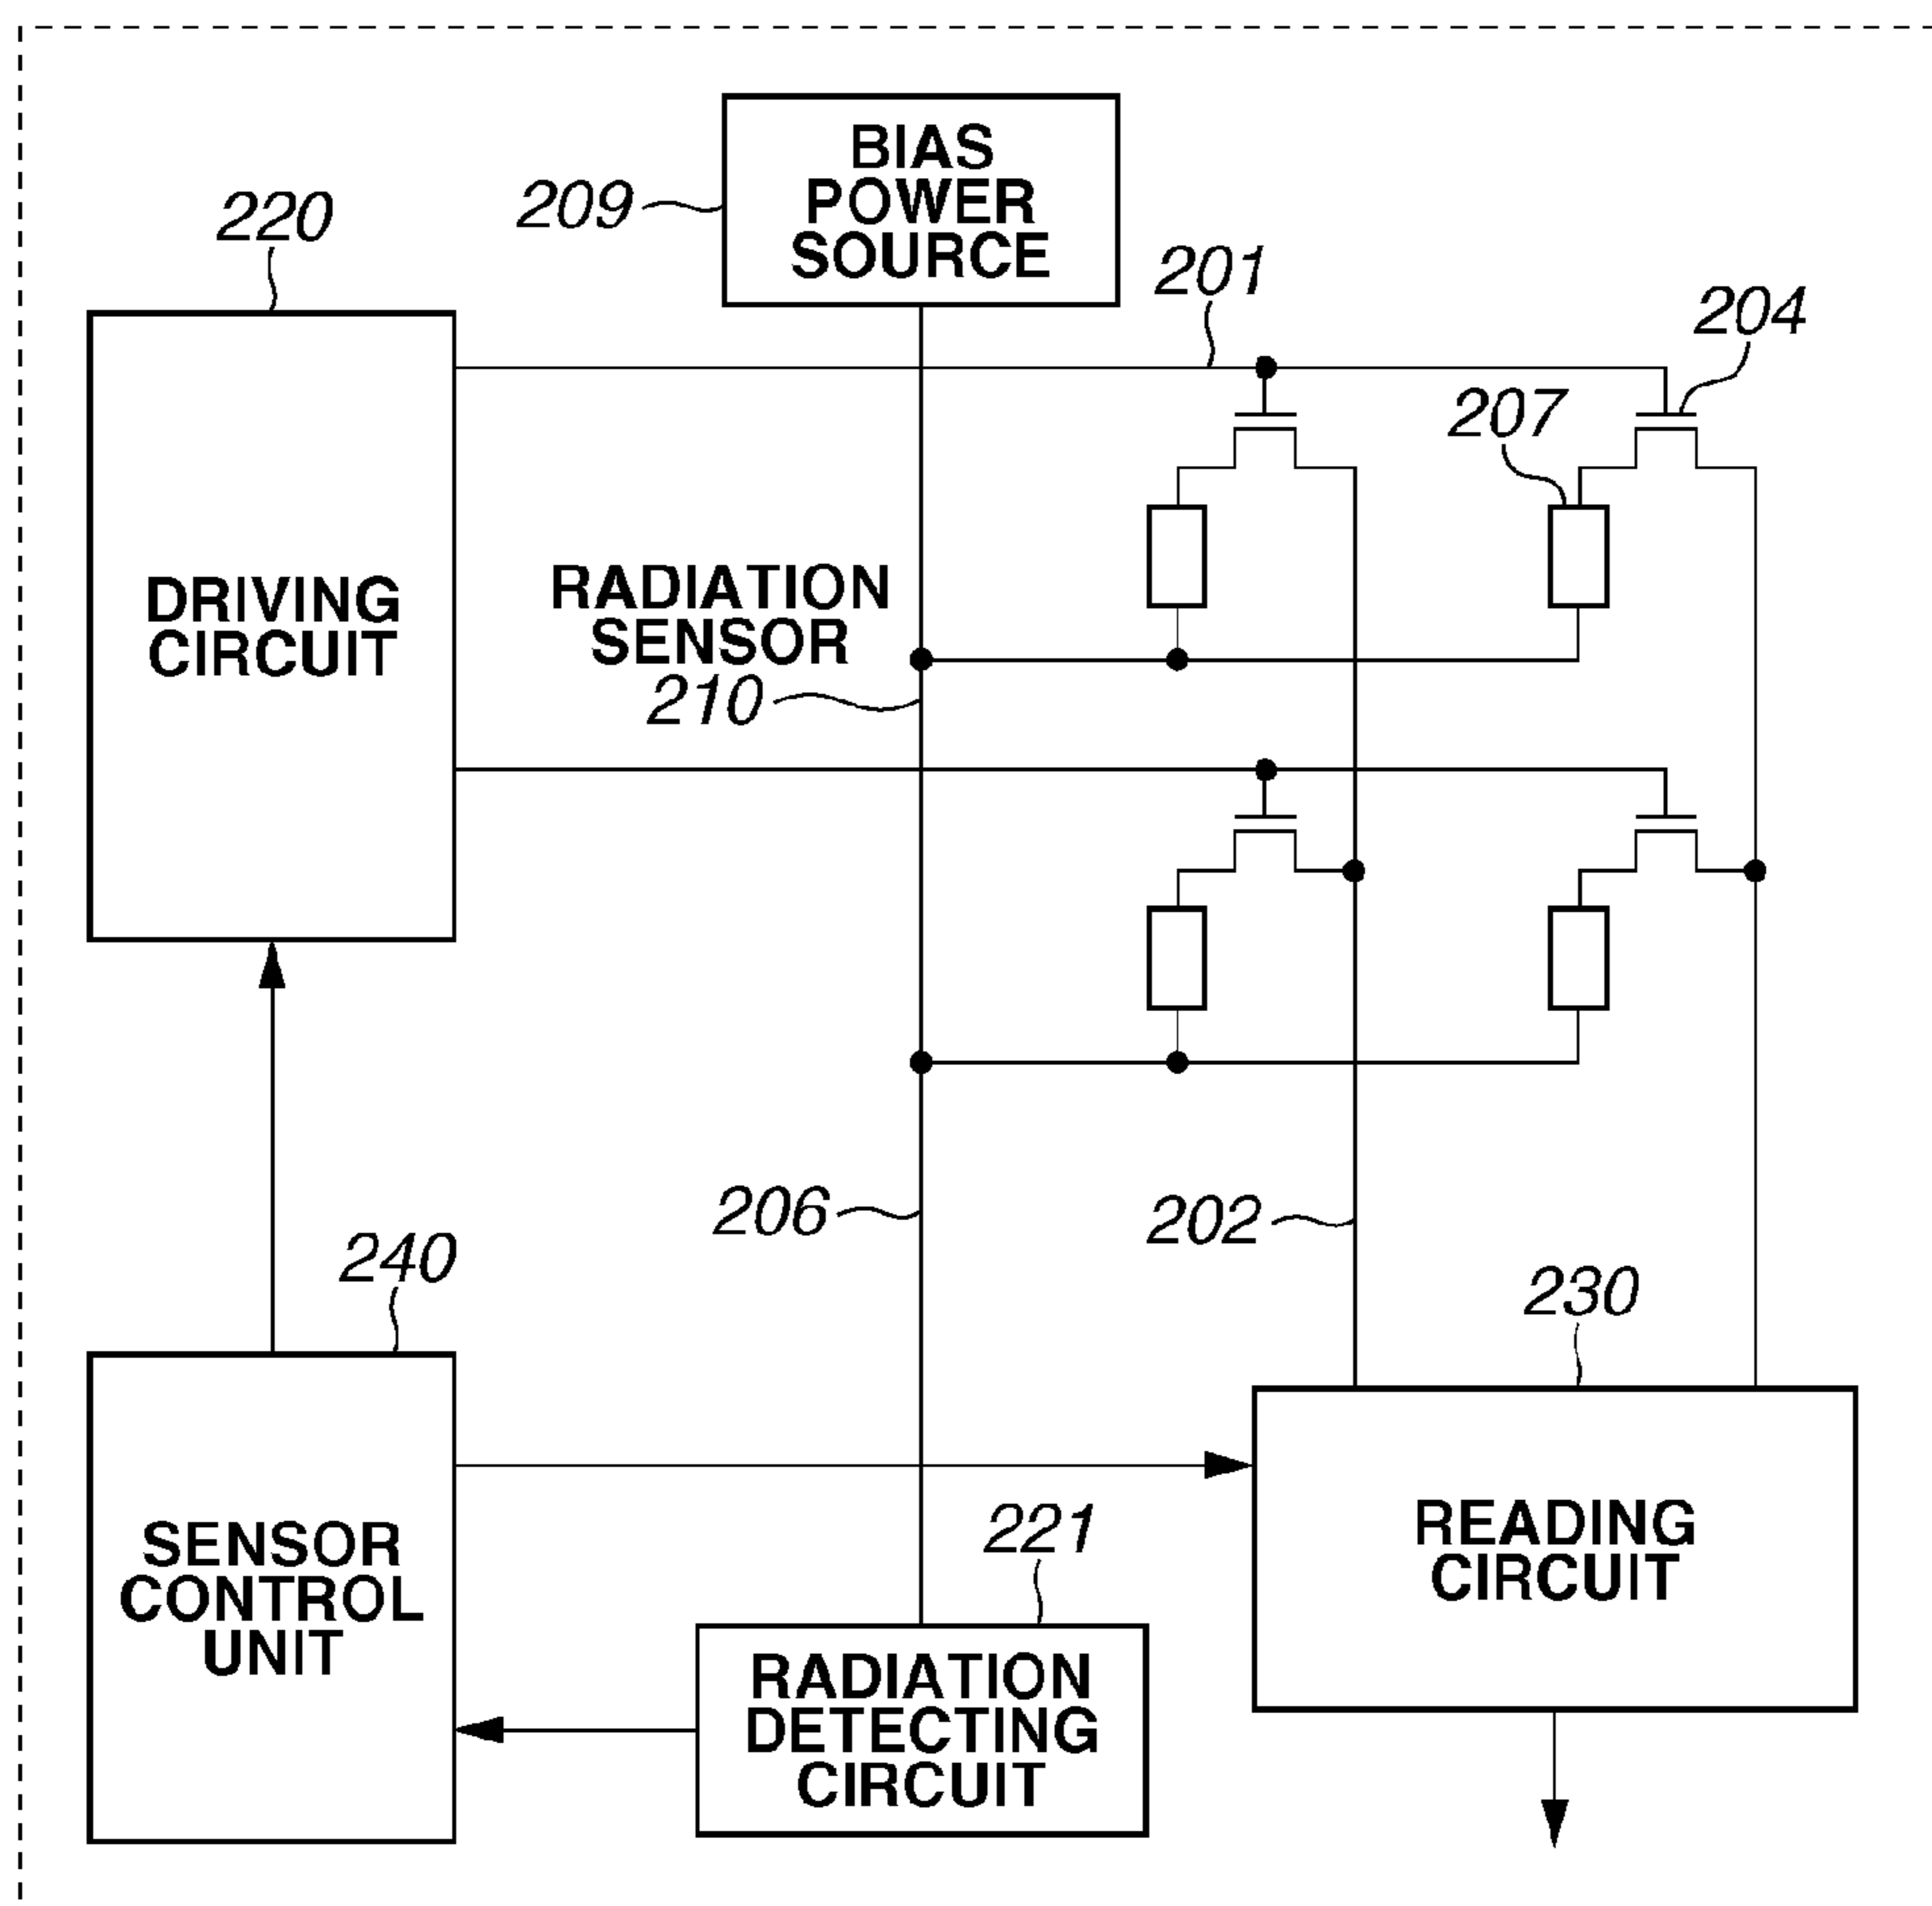 BIAS
POWER
SOURCE
209
220
201
204
207
DRIVING
CIRCUIT
RADIATION
SENSOR
210
206
202
240
230
SENSOR
CONTROL
UNIT
221
READING
CIRCUIT
RADIATION
DETECTING
CIRCUIT